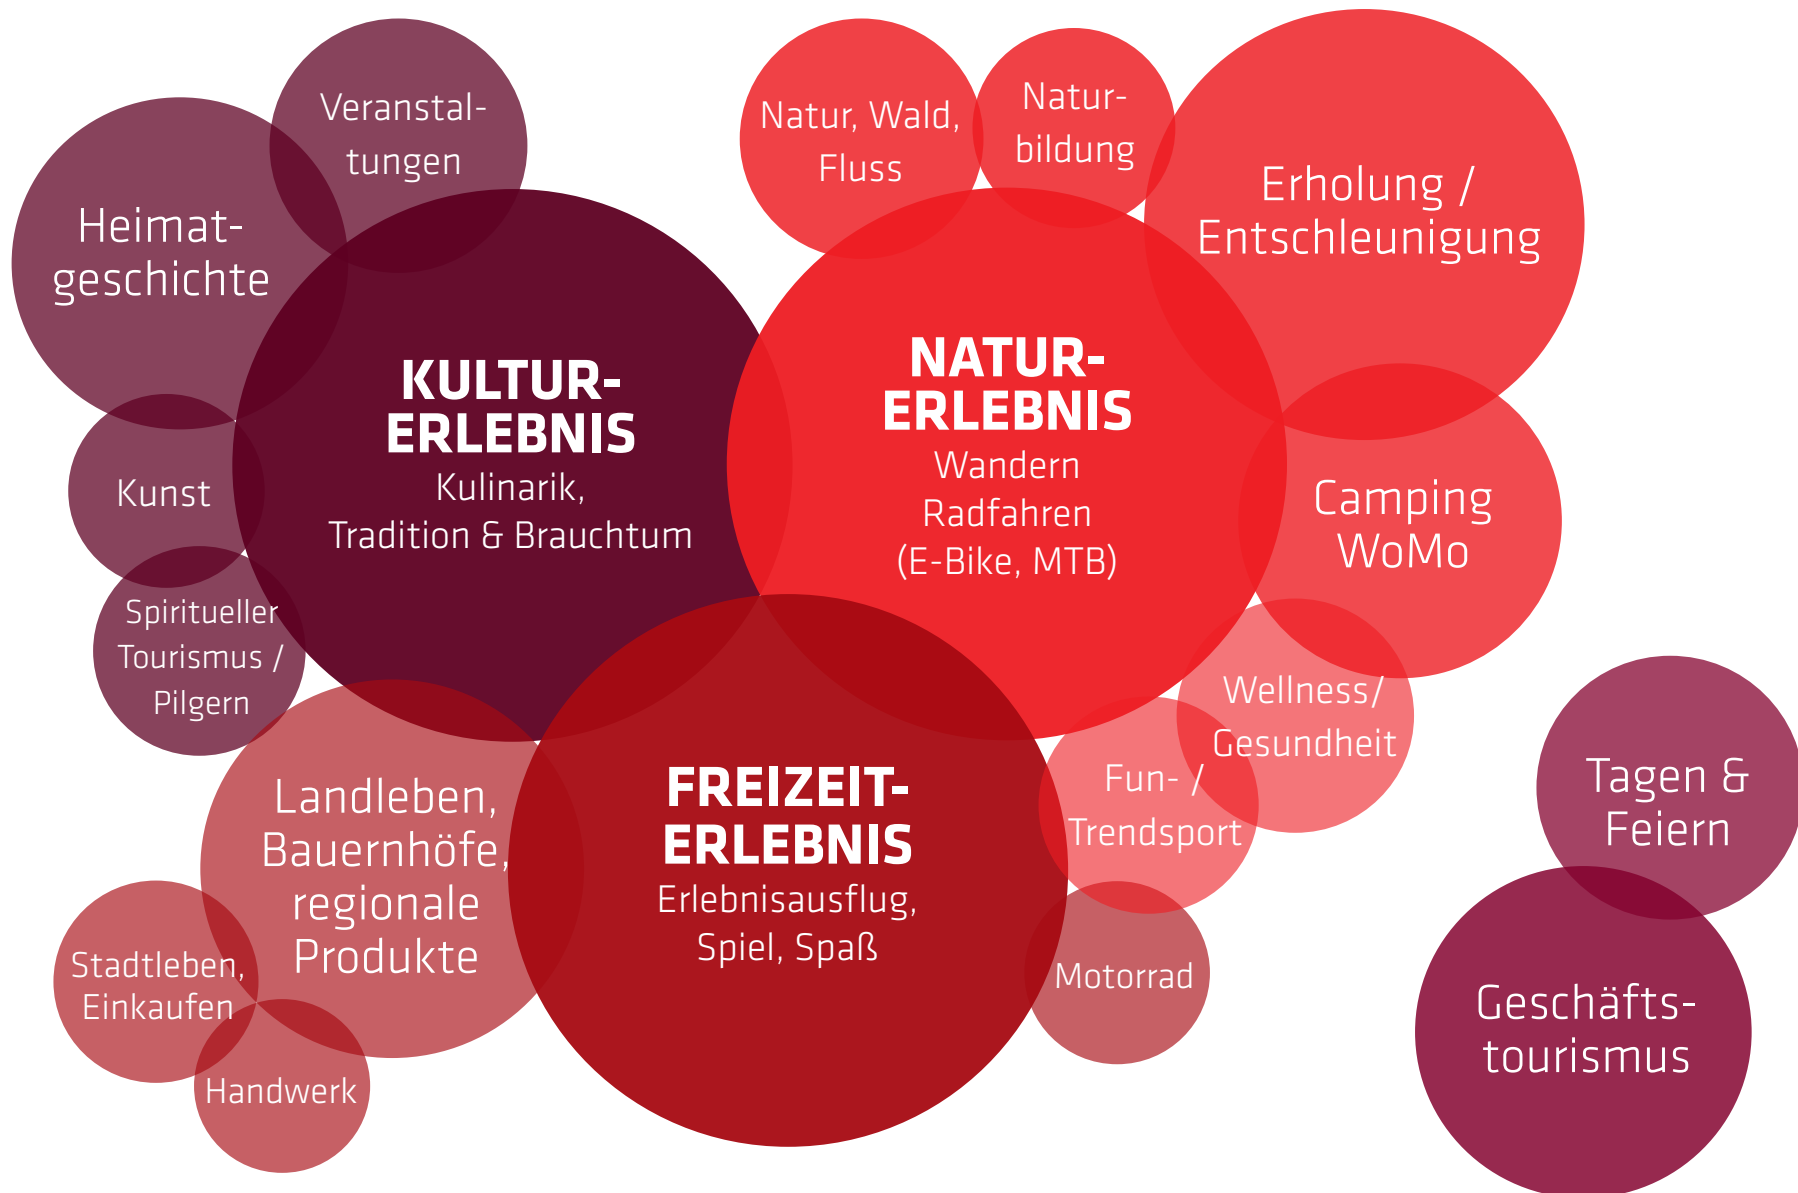 Veranstal-
tungen
Heimat-
geschichte
Kunst
Spiritueller
Tourismus /
Pilgern
KULTUR-
ERLEBNIS
Kulinarik,
Tradition & Brauchtum
Natur, Wald,
Fluss
Natur-
bildung
Erholung /
Entschleunigung
NATUR-
ERLEBNIS
Wandern
Radfahren
(E-Bike, MTB)
Camping
WoMo
Wellness/
Gesundheit
Fun- /
Trendsport
Motorrad
FREIZEIT-
ERLEBNIS
Erlebnisausflug,
Spiel, Spaß
Landleben,
Bauernhöfe,
regionale
Produkte
Stadtleben,
Einkaufen
Handwerk
Tagen &
Feiern
Geschäfts-
tourismus